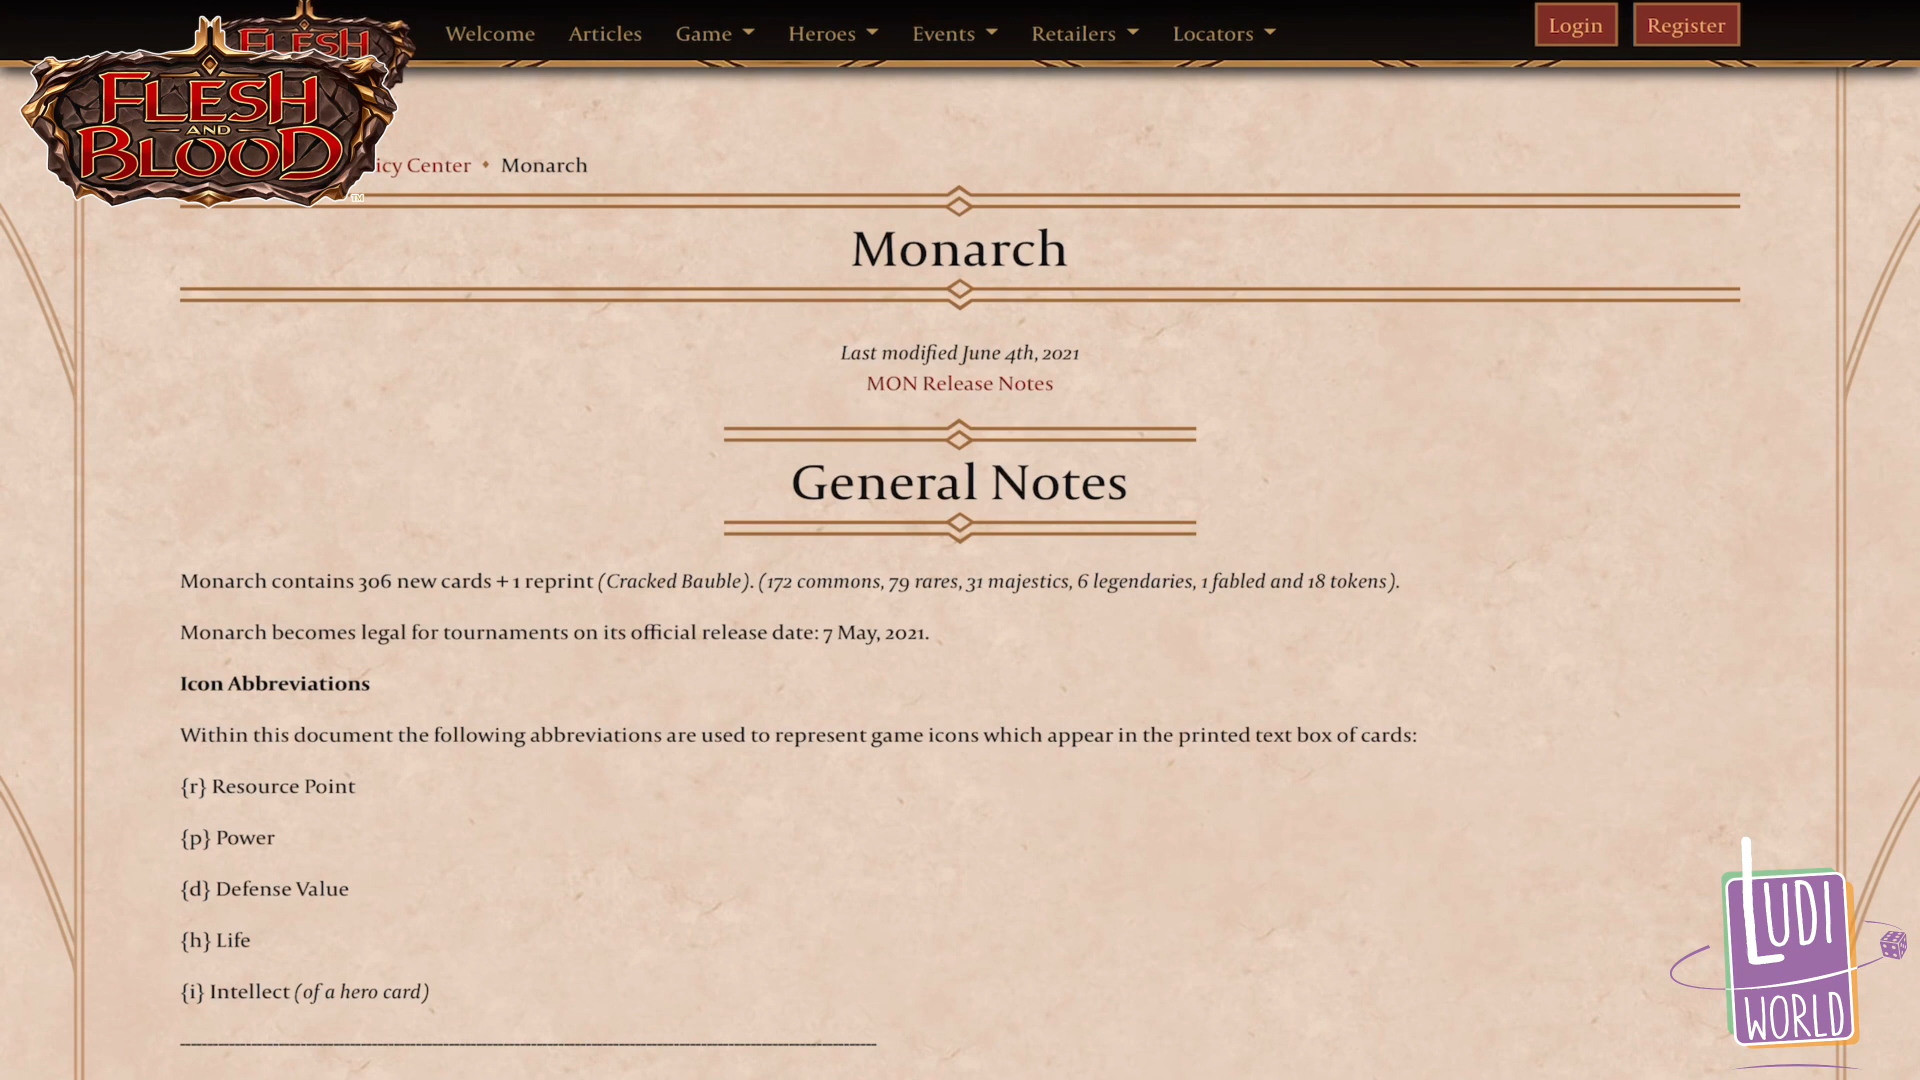 Welcome Articles Game Heroes Events Retailers Locators Login Register
FLESH
FLESH
AND
BLOOD
TM
icy Center • Monarch
Monarch
Last modified June 4th, 2021
MON Release Notes
General Notes
Monarch contains 306 new cards + 1 reprint (Cracked Bauble). (172 commons, 79 rares, 31 majestics, 6 legendaries, 1 fabled and 18 tokens).
Monarch becomes legal for tournaments on its official release date: 7 May, 2021.
Icon Abbreviations
Within this document the following abbreviations are used to represent game icons which appear in the printed text box of cards:
{r} Resource Point
{p} Power
{d} Defense Value
{h} Life
{i} Intellect (of a hero card)
LUDI
WORLD